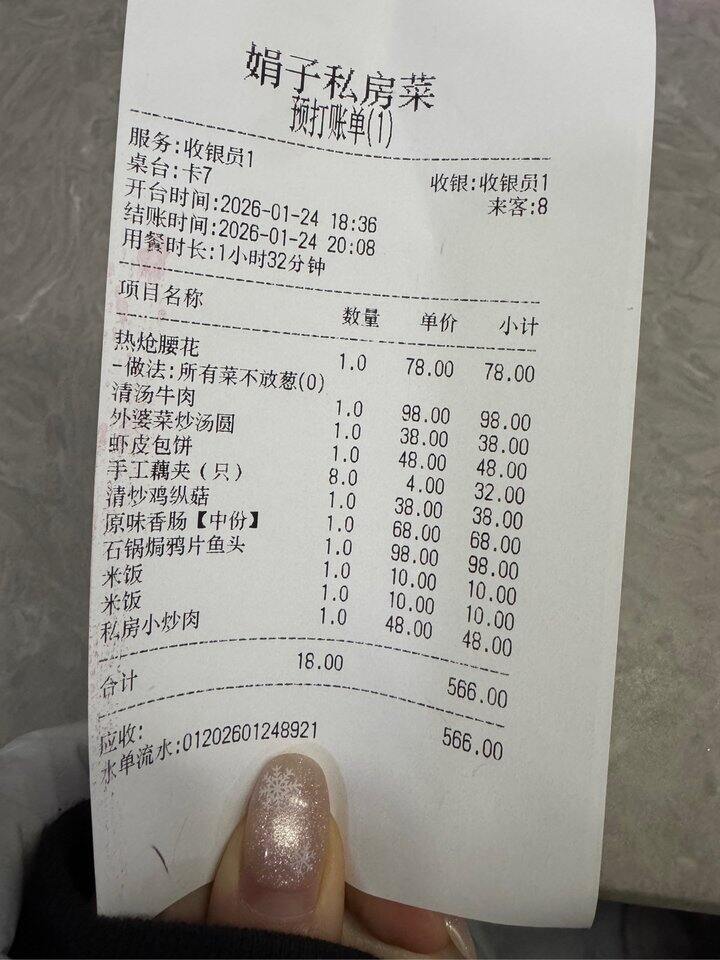 娟子私房菜
预打账单(1)
服务:收银员1 收银:收银员1
桌台:卡7 来客:8
开台时间:2026-01-24 18:36
结账时间:2026-01-24 20:08
用餐时长:1小时32分钟
项目名称 数量 单价 小计
热炝腰花 1.0 78.00 78.00
-做法:所有菜不放葱(0)
清汤牛肉 1.0 98.00 98.00
外婆菜炒汤圆 1.0 38.00 38.00
虾皮包饼 1.0 48.00 48.00
手工藕夹（只） 8.0 4.00 32.00
清炒鸡纵菇 1.0 38.00 38.00
原味香肠【中份】 1.0 68.00 68.00
石锅焗鸦片鱼头 1.0 98.00 98.00
米饭 1.0 10.00 10.00
米饭 1.0 10.00 10.00
私房小炒肉 1.0 48.00 48.00
合计 18.00 566.00
应收: 566.00
水单流水:01202601248921